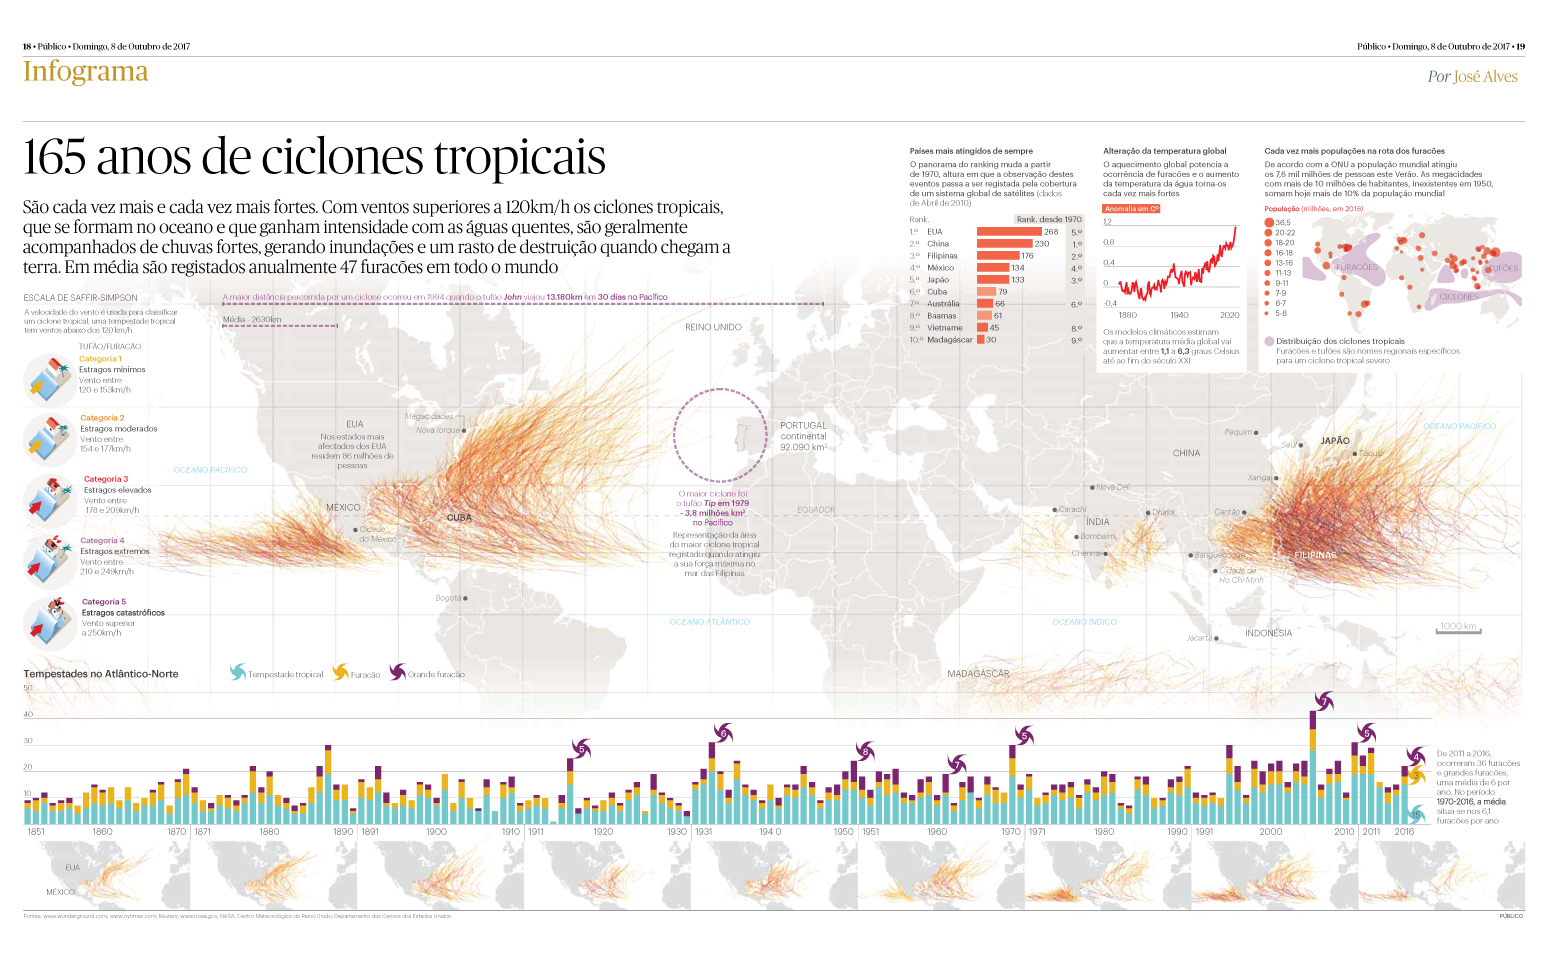 18 • Público • Domingo, 8 de Outubro de 2017
Público • Domingo, 8 de Outubro de 2017 • 19
Infograma
Por José Alves
165 anos de ciclones tropicais
São cada vez mais e cada vez mais fortes. Com ventos superiores a 120km/h os ciclones tropicais,
que se formam no oceano e que ganham intensidade com as águas quentes, são geralmente
acompanhados de chuvas fortes, gerando inundações e um rasto de destruição quando chegam a
terra. Em média são registados anualmente 47 furacões em todo o mundo
Países mais atingidos de sempre
O panorama do ranking muda a partir
de 1970, altura em que a observação destes
eventos passa a ser registada pela cobertura
de um sistema global de satélites (dados
de Abril de 2010)
Rank. Rank. desde 1970
1.º EUA 268 5.º
2.º China 230 1.º
3.º Filipinas 176 2.º
4.º México 134 4.º
5.º Japão 133 3.º
6.º Cuba 79
7.º Austrália 66 6.º
8.º Baamas 61
9.º Vietname 45 8.º
10.º Madagáscar 30 9.º
Alteração da temperatura global
O aquecimento global potencia a
ocorrência de furacões e o aumento
da temperatura da água torna-os
cada vez mais fortes
Anomalia em Cº
1,2
0,8
0,4
0
-0,4
1880 1940 2020
Os modelos climáticos estimam
que a temperatura média global vai
aumentar entre 1,1 a 6,3 graus Celsius
até ao fim do século XXI
Cada vez mais populações na rota dos furacões
De acordo com a ONU a população mundial atingiu
os 7,6 mil milhões de pessoas este Verão. As megacidades
com mais de 10 milhões de habitantes, inexistentes em 1950,
somam hoje mais de 10% da população mundial
População (milhões, em 2016)
36,5
20-22
18-20
16-18
13-16
11-13
9-11
7-9
6-7
5-6
FURACÕES
TUFÕES
CICLONES
Distribuição dos ciclones tropicais
Furacões e tufões são nomes regionais específicos
para um ciclone tropical severo
ESCALA DE SAFFIR-SIMPSON
A velocidade do vento é usada para classificar
um ciclone tropical, uma tempestade tropical
tem ventos abaixo dos 120 km/h
TUFÃO/FURACÃO
Categoria 1
Estragos mínimos
Vento entre
120 e 153km/h
Categoria 2
Estragos moderados
Vento entre
154 e 177km/h
Categoria 3
Estragos elevados
Vento entre
178 e 209km/h
Categoria 4
Estragos extremos
Vento entre
210 e 249km/h
Categoria 5
Estragos catastróficos
Vento superior
a 250km/h
A maior distância percorrida por um ciclone ocorreu em 1994 quando o tufão John viajou 13.180km em 30 dias no Pacífico
Média - 2630km
REINO UNIDO
EUA
Nos estados mais
afectados dos EUA
residem 86 milhões de
pessoas
Megacidades
Nova Iorque
OCEANO PACÍFICO
MÉXICO
Cidade
do México
CUBA
Bogotá
PORTUGAL
continental
92.090 km²
O maior ciclone foi
o tufão Tip em 1979
- 3,8 milhões km²
no Pacífico
Representação da área
do maior ciclone tropical
registado quando atingiu
a sua força máxima no
mar das Filipinas
EQUADOR
OCEANO ATLÂNTICO
OCEANO PACÍFICO
Pequim
Seul
JAPÃO
Tóquio
CHINA
Xangai
Nova Deli
Carachi
Dhaka
Cantão
ÍNDIA
Bombaim
Chennai
Banguecoque
FILIPINAS
Cidade de
Ho Chi Minh
OCEANO ÍNDICO
Jacarta
INDONÉSIA
1000 km
MADAGÁSCAR
Tempestades no Atlântico-Norte
Tempestade tropical
Furacão
Grande furacão
50
40
30
20
10
5
6
8
7
5
7
5
4
3
15
1851 1860 1870 1871 1880 1890 1891 1900 1910 1911 1920 1930 1931 194 0 1950 1951 1960 1970 1971 1980 1990 1991 2000 2010 2011 2016
De 2011 a 2016,
ocorreram 36 furacões
e grandes furacões,
uma média de 6 por
ano. No período
1970-2016, a média
situa-se nos 6,1
furacões por ano
EUA
MÉXICO
Fontes: www.wunderground.com; www.nytimes.com; Reuters; www.noaa.gov; NASA; Centro Meteorológico do Reino Unido; Departamento dos Censos dos Estados Unidos
PÚBLICO